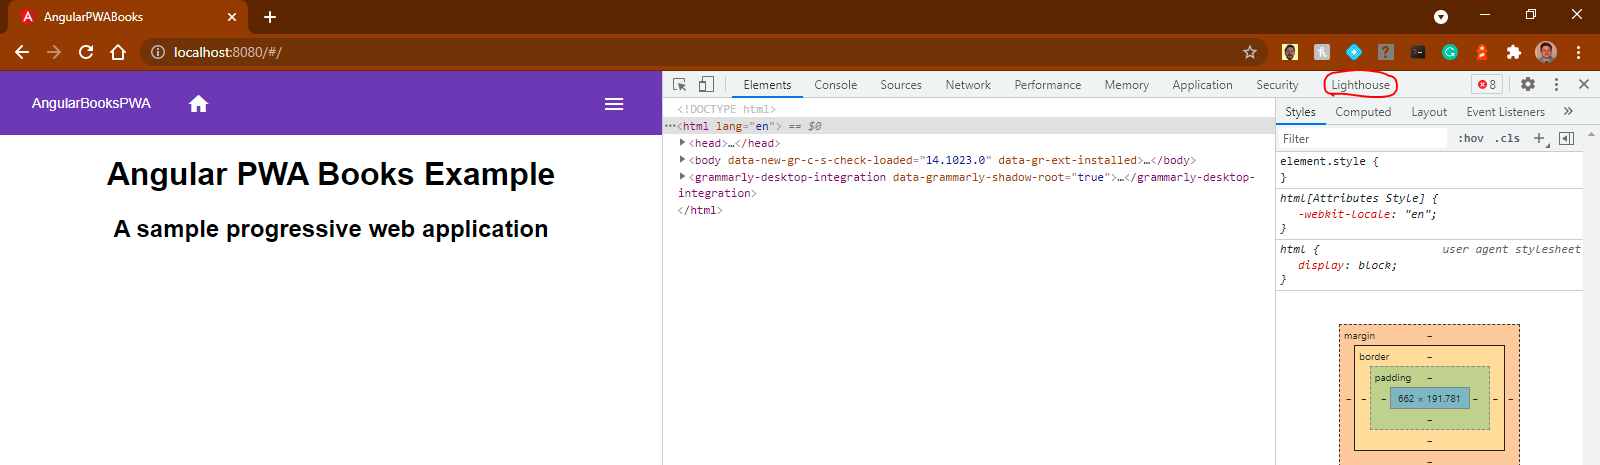 AngularPWABooks
localhost:8080/#/
AngularBooksPWA
Angular PWA Books Example
A sample progressive web application
Elements Console Sources Network Performance Memory Application Security Lighthouse 8
<!DOCTYPE html>
…<html lang="en"> == $0
<head>…</head>
<body data-new-gr-c-s-check-loaded="14.1023.0" data-gr-ext-installed>…</body>
<grammarly-desktop-integration data-grammarly-shadow-root="true">…</grammarly-desktop-
integration>
</html>
Styles Computed Layout Event Listeners »
Filter :hov .cls +
element.style {
}
html[Attributes Style] {
-webkit-locale: "en";
}
html { user agent stylesheet
display: block;
}
margin –
border –
padding –
– – – 662 × 191.781 – – –
–
–
–